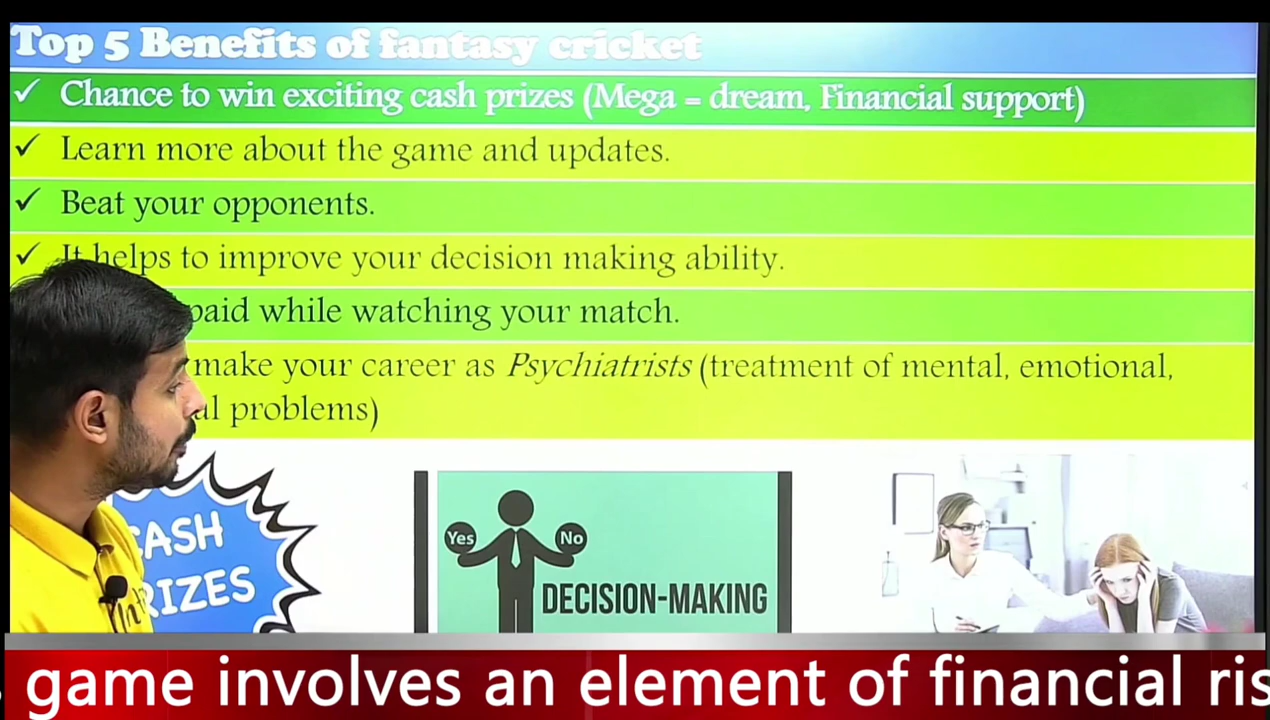 Top 5 Benefits of fantasy cricket
✓ Chance to win exciting cash prizes (Mega = dream, Financial support)
✓ Learn more about the game and updates.
✓ Beat your opponents.
✓ It helps to improve your decision making ability.
paid while watching your match.
make your career as Psychiatrists (treatment of mental, emotional,
problems)
CASH
PRIZES
Yes
No
DECISION-MAKING
game involves an element of financial